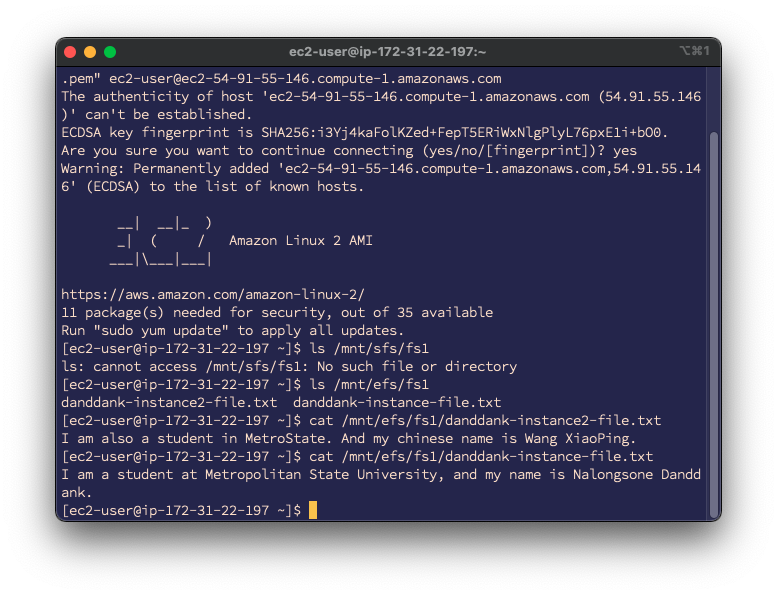 ec2-user@ip-172-31-22-197:~
⌥⌘1
.pem" ec2-user@ec2-54-91-55-146.compute-1.amazonaws.com
The authenticity of host 'ec2-54-91-55-146.compute-1.amazonaws.com (54.91.55.146
)' can't be established.
ECDSA key fingerprint is SHA256:i3Yj4kaFolKZed+FepT5ERiWxNlgPlyL76pxE1i+bO0.
Are you sure you want to continue connecting (yes/no/[fingerprint])? yes
Warning: Permanently added 'ec2-54-91-55-146.compute-1.amazonaws.com,54.91.55.14
6' (ECDSA) to the list of known hosts.
       __|  __|_  )
       _|  (     /   Amazon Linux 2 AMI
      ___|\___|___|
https://aws.amazon.com/amazon-linux-2/
11 package(s) needed for security, out of 35 available
Run "sudo yum update" to apply all updates.
[ec2-user@ip-172-31-22-197 ~]$ ls /mnt/sfs/fs1
ls: cannot access /mnt/sfs/fs1: No such file or directory
[ec2-user@ip-172-31-22-197 ~]$ ls /mnt/efs/fs1
danddank-instance2-file.txt  danddank-instance-file.txt
[ec2-user@ip-172-31-22-197 ~]$ cat /mnt/efs/fs1/danddank-instance2-file.txt
I am also a student in MetroState. And my chinese name is Wang XiaoPing.
[ec2-user@ip-172-31-22-197 ~]$ cat /mnt/efs/fs1/danddank-instance-file.txt
I am a student at Metropolitan State University, and my name is Nalongsone Dandd
ank.
[ec2-user@ip-172-31-22-197 ~]$